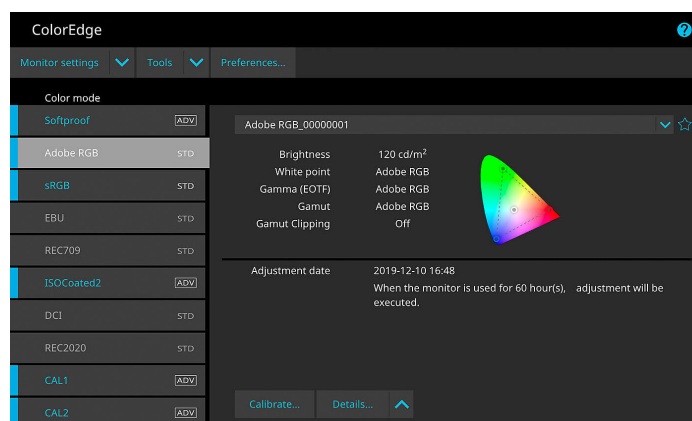 ColorEdge
?
Monitor settings Tools Preferences...
Color mode
Softproof ADV
Adobe RGB STD
sRGB STD
EBU STD
REC709 STD
ISOCoated2 ADV
DCI STD
REC2020 STD
CAL1 ADV
CAL2 ADV
Adobe RGB_00000001
Brightness 120 cd/m²
White point Adobe RGB
Gamma (EOTF) Adobe RGB
Gamut Adobe RGB
Gamut Clipping Off
Adjustment date 2019-12-10 16:48
When the monitor is used for 60 hour(s), adjustment will be
executed.
Calibrate... Details...